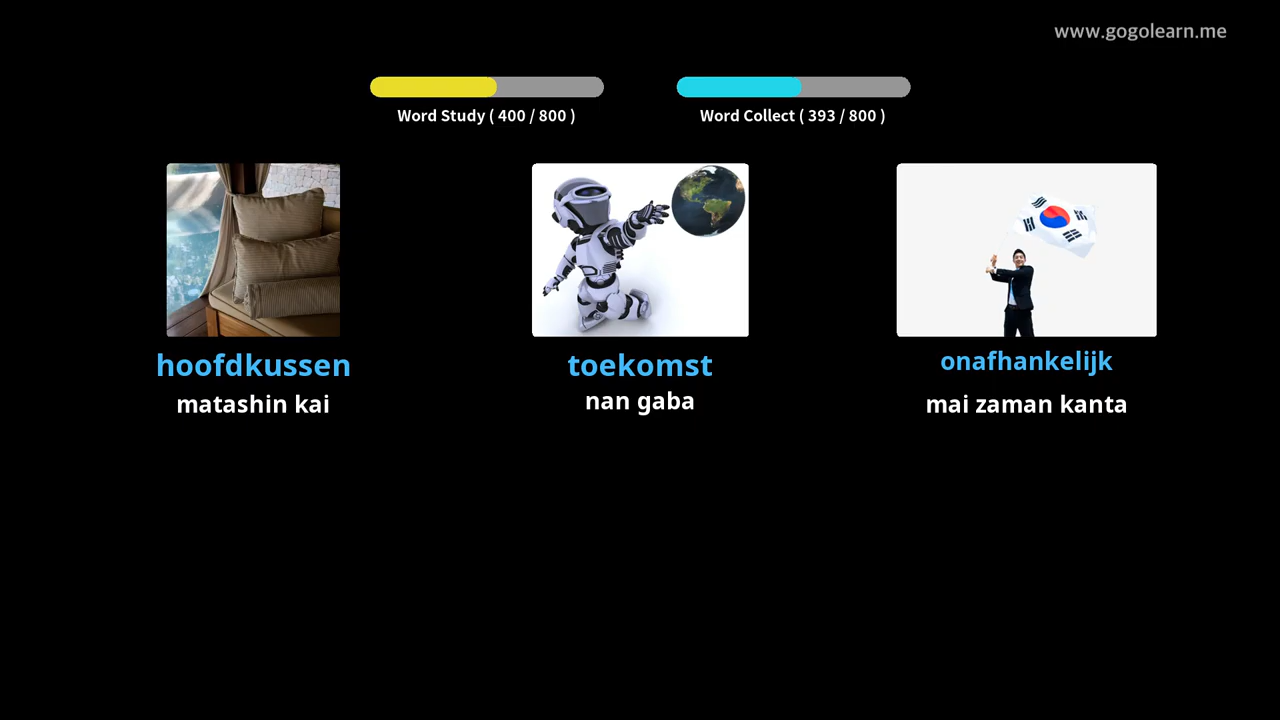 www.gogolearn.me
Word Study ( 400 / 800 )
Word Collect ( 393 / 800 )
hoofdkussen
matashin kai
toekomst
nan gaba
onafhankelijk
mai zaman kanta